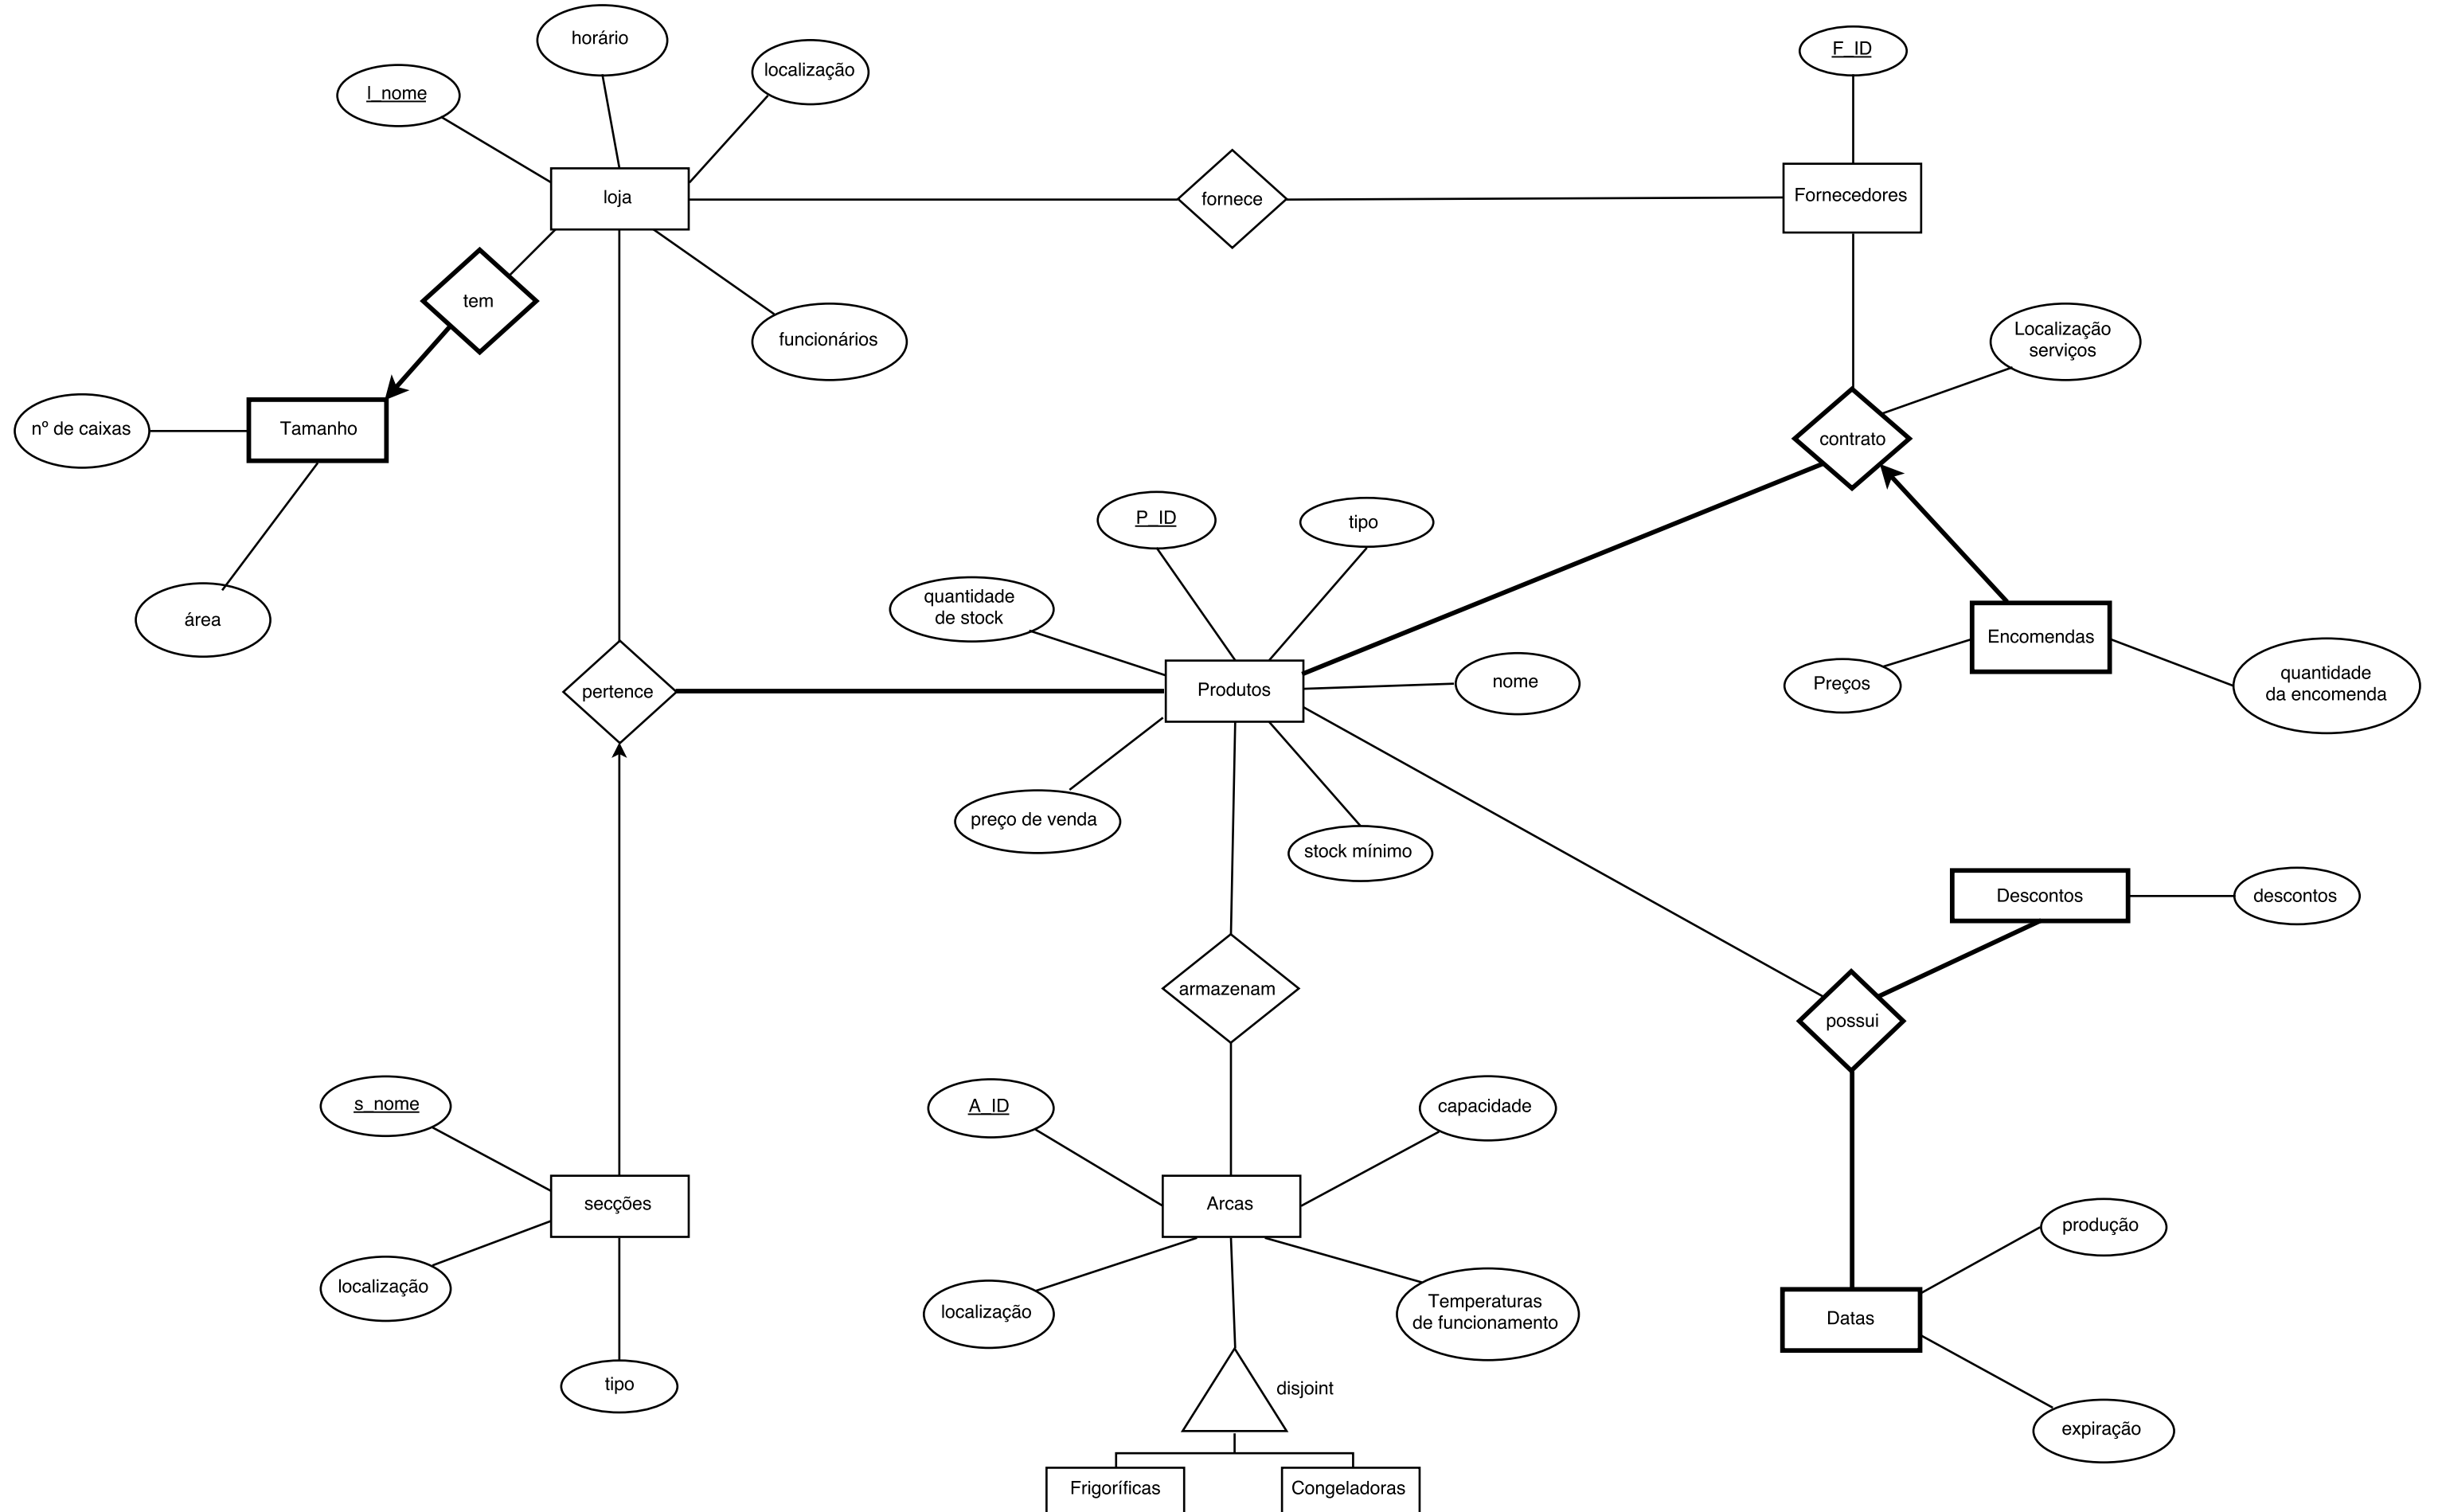 horário
F_ID
localização
l_nome
loja
fornece
Fornecedores
tem
Localização
serviços
funcionários
nº de caixas
Tamanho
contrato
P_ID
tipo
quantidade
de stock
área
Encomendas
Produtos
pertence
nome
Preços
quantidade
da encomenda
preço de venda
stock mínimo
Descontos
descontos
armazenam
possui
s_nome
A_ID
capacidade
secções
Arcas
produção
localização
localização
Temperaturas
de funcionamento
Datas
tipo
disjoint
expiração
Frigoríficas
Congeladoras